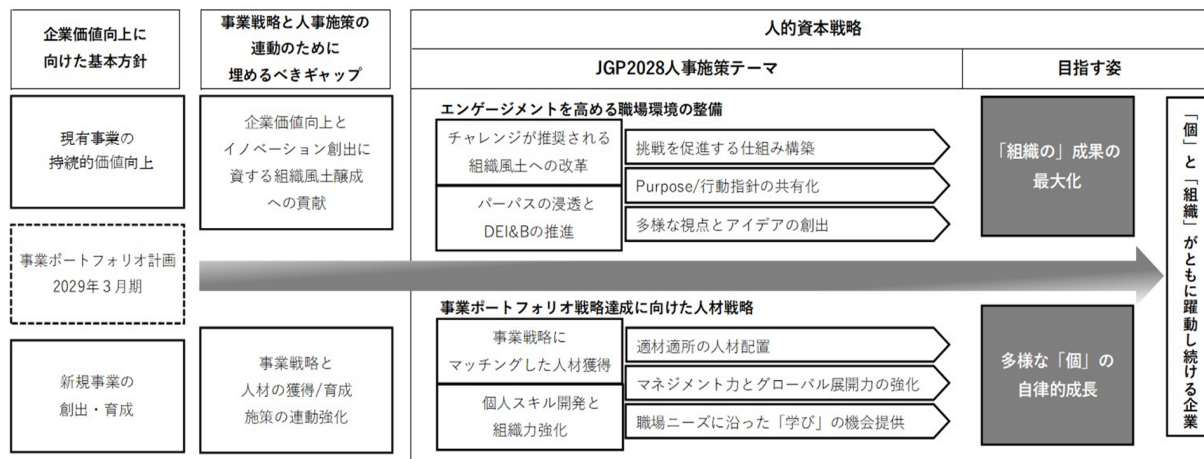 企業価値向上に
向けた基本方針
事業戦略と人事施策の
連動のために
埋めるべきギャップ
人的資本戦略
JGP2028人事施策テーマ
目指す姿
現有事業の
持続的価値向上
事業ポートフォリオ計画
2029年3月期
新規事業の
創出・育成
企業価値向上と
イノベーション創出に
資する組織風土醸成
への貢献
事業戦略と
人材の獲得/育成
施策の連動強化
エンゲージメントを高める職場環境の整備
チャレンジが推奨される
組織風土への改革
パーパスの浸透と
DEI&Bの推進
挑戦を促進する仕組み構築
Purpose/行動指針の共有化
多様な視点とアイデアの創出
事業ポートフォリオ戦略達成に向けた人材戦略
事業戦略に
マッチングした人材獲得
個人スキル開発と
組織力強化
適材適所の人材配置
マネジメント力とグローバル展開力の強化
職場ニーズに沿った「学び」の機会提供
「組織の」成果の
最大化
多様な「個」の
自律的成長
「個」と「組織」がともに躍動し続ける企業